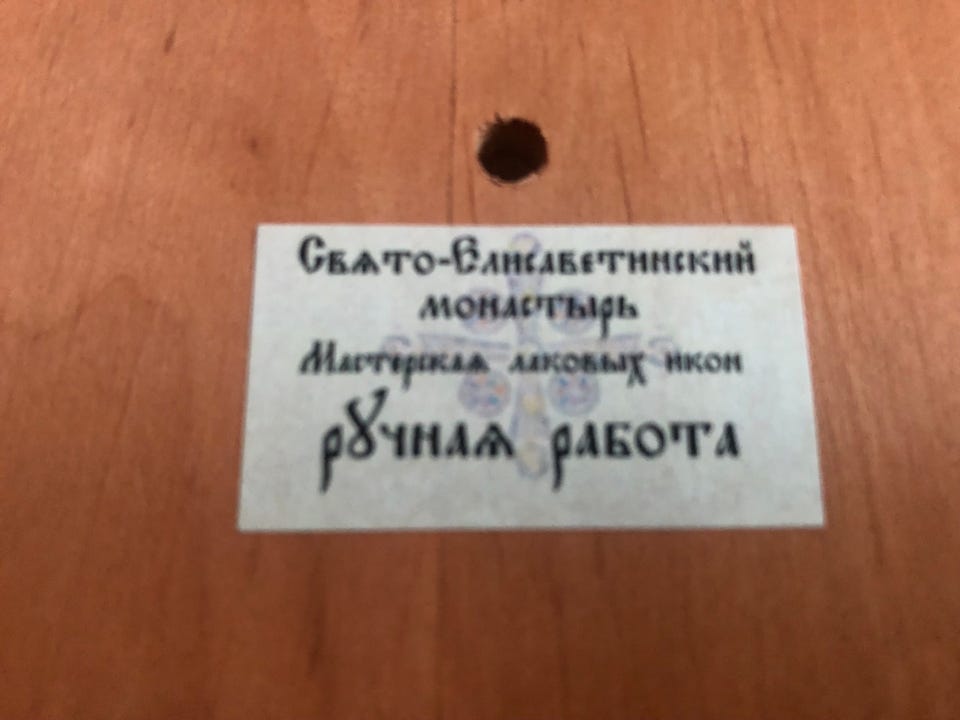 Свято-Елисаветинский
монастырь
Мастерская лаковых икон
ручная работа